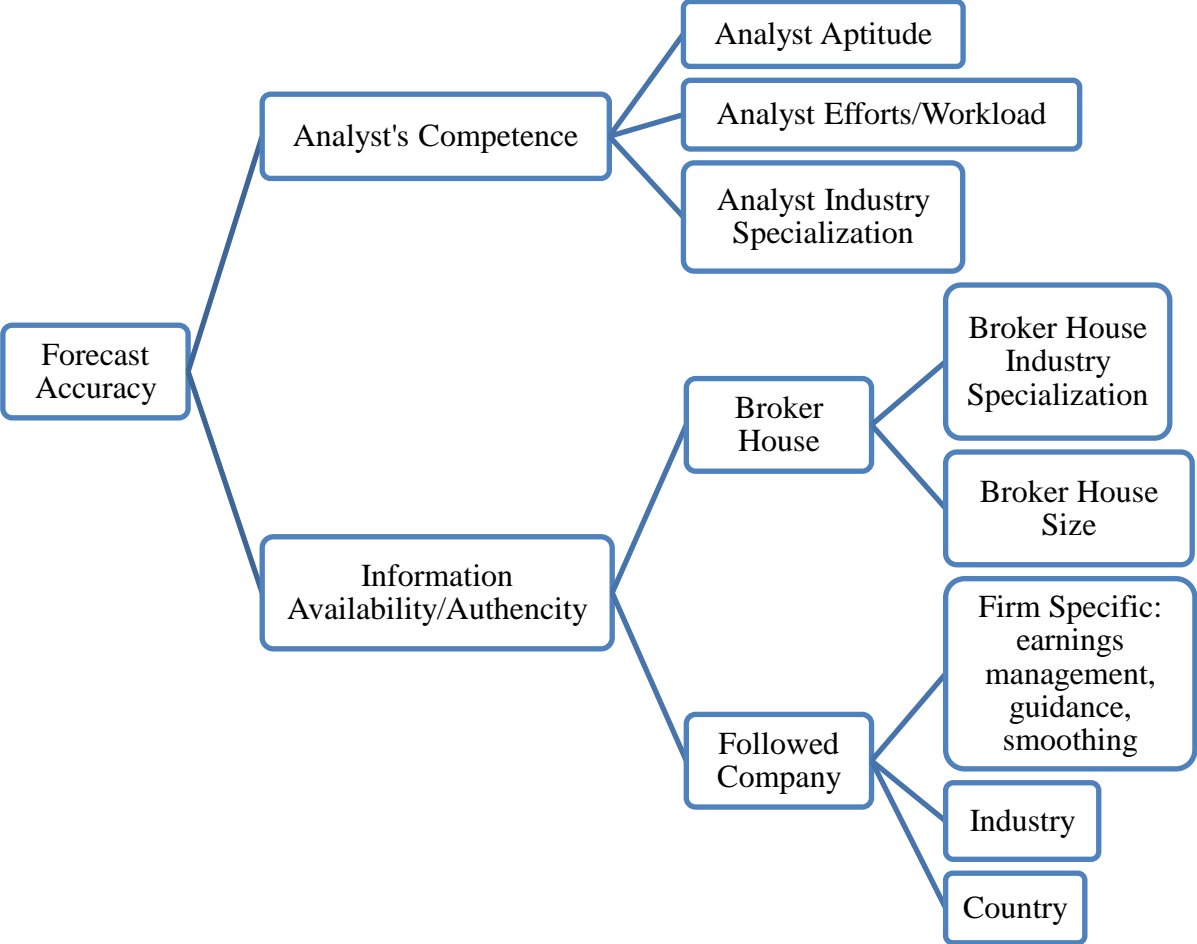 Analyst Aptitude
Analyst Efforts/Workload
Analyst's Competence
Analyst Industry
Specialization
Forecast
Accuracy
Broker House
Industry
Specialization
Broker
House
Broker House
Size
Information
Availability/Authencity
Firm Specific:
earnings
management,
guidance,
smoothing
Followed
Company
Industry
Country